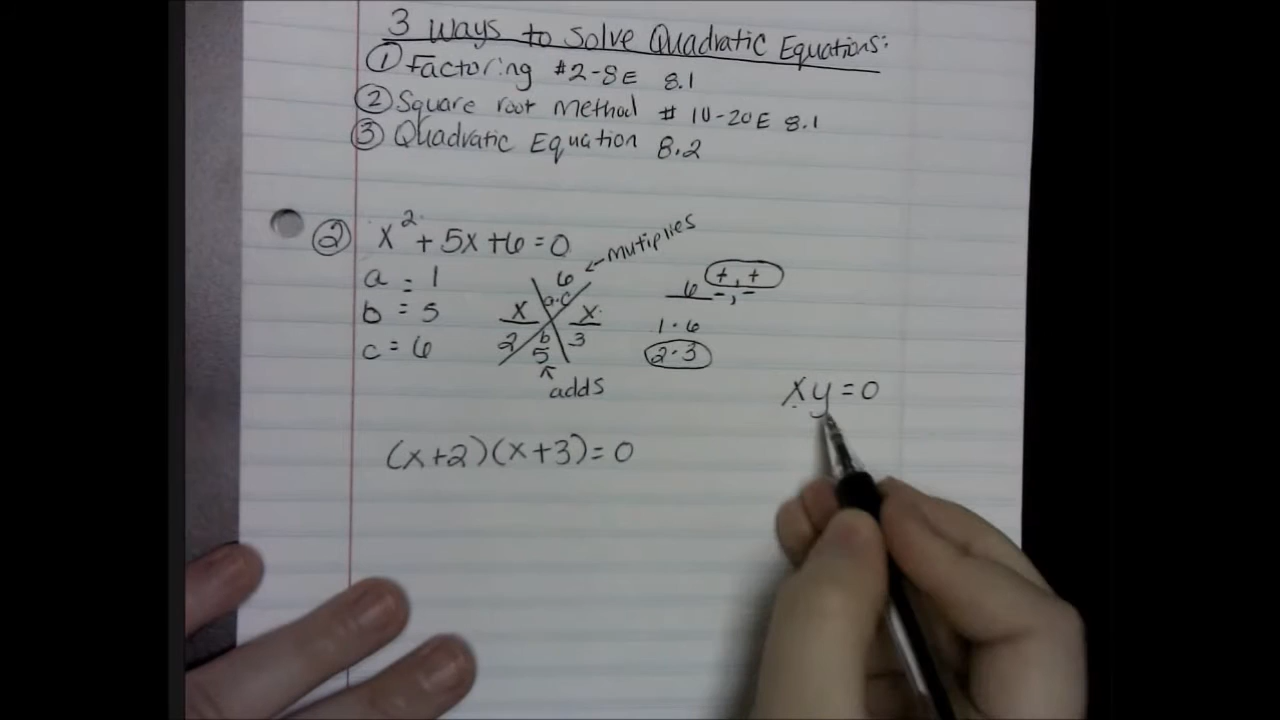 3 Ways to Solve Quadratic Equations:
① Factoring #2-8E 8.1
② Square root method # 10-20E 8.1
③ Quadratic Equation 8.2
② x² + 5x + 6 = 0
a = 1
b = 5
c = 6
← mutiplies
6
a·c
x x
2 b 3
5
↑
adds
6 +, +
-, -
1·6
2·3
xy = 0
(x+2)(x+3) = 0